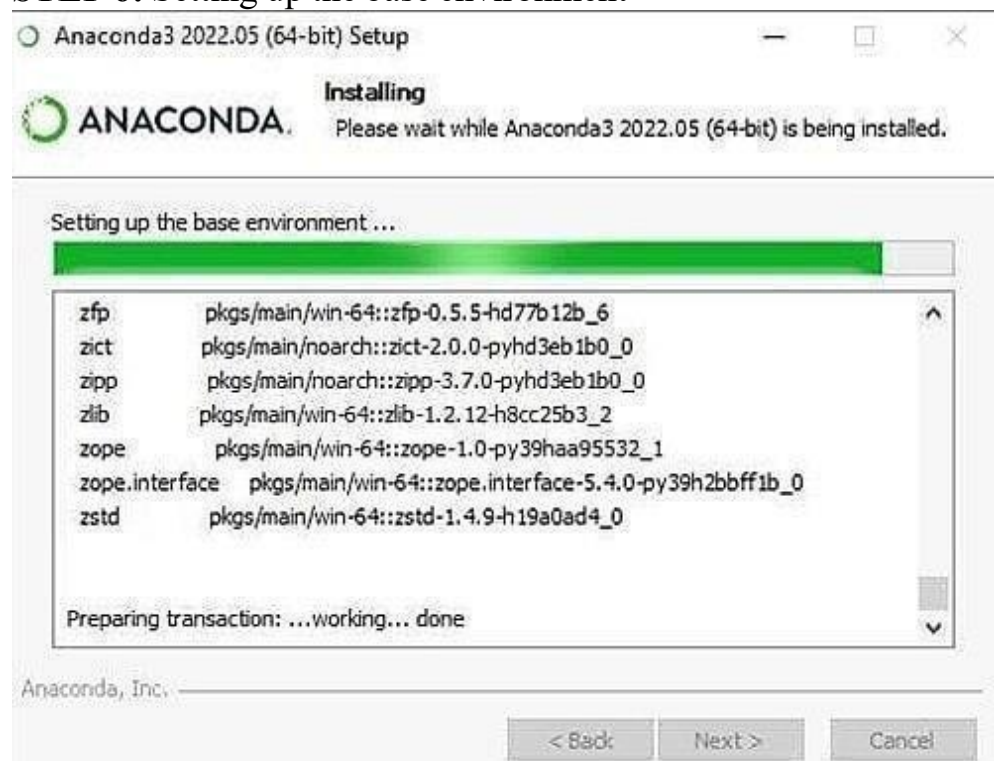 Setting up the base environment
Anaconda3 2022.05 (64-bit) Setup
ANACONDA.
Installing
Please wait while Anaconda3 2022.05 (64-bit) is being installed.
Setting up the base environment ...
zfp pkgs/main/win-64::zfp-0.5.5-hd77b12b_6
zict pkgs/main/noarch::zict-2.0.0-pyhd3eb1b0_0
zipp pkgs/main/noarch::zipp-3.7.0-pyhd3eb1b0_0
zlib pkgs/main/win-64::zlib-1.2.12-h8cc25b3_2
zope pkgs/main/win-64::zope-1.0-py39haa95532_1
zope.interface pkgs/main/win-64::zope.interface-5.4.0-py39h2bbff1b_0
zstd pkgs/main/win-64::zstd-1.4.9-h19a0ad4_0
Preparing transaction: ...working... done
Anaconda, Inc.
< Back Next > Cancel